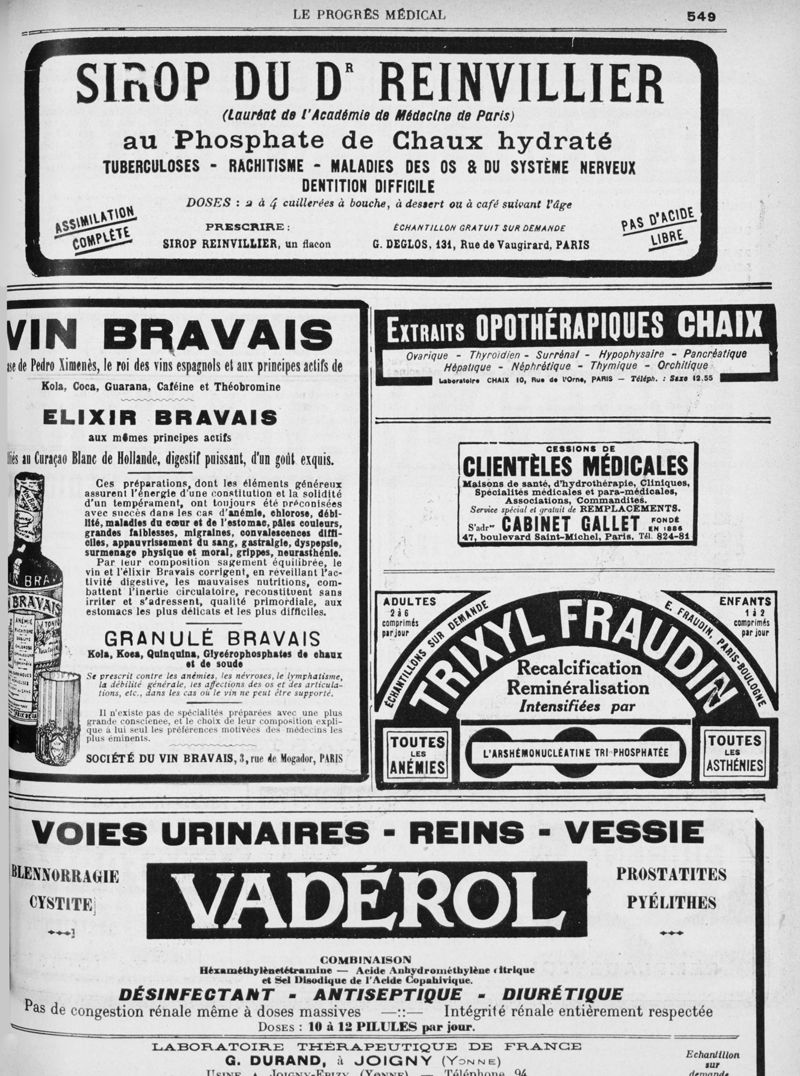 LE PROGRÈS MÉDICAL
549
SIROP DU Dʳ REINVILLIER
(Lauréat de l'Académie de Médecine de Paris)
au Phosphate de Chaux hydraté
TUBERCULOSES - RACHITISME - MALADIES DES OS & DU SYSTÈME NERVEUX
DENTITION DIFFICILE
DOSES : 2 à 4 cuillerées à bouche, à dessert ou à café suivant l'âge
ASSIMILATION
COMPLÈTE
PRESCRIRE :
SIROP REINVILLIER, un flacon
ÉCHANTILLON GRATUIT SUR DEMANDE
G. DEGLOS, 131, Rue de Vaugirard, PARIS
PAS D'ACIDE
LIBRE
VIN BRAVAIS
ase de Pedro Ximenès, le roi des vins espagnols et aux principes actifs de
Kola, Coca, Guarana, Caféine et Théobromine
ELIXIR BRAVAIS
aux mêmes principes actifs
liés au Curaçao Blanc de Hollande, digestif puissant, d'un goût exquis.
Ces préparations, dont les éléments généreux
assurent l'énergie d'une constitution et la solidité
d'un tempérament, ont toujours été préconisées
avec succès dans les cas d'anémie, chlorose, débi-
lité, maladies du cœur et de l'estomac, pâles couleurs,
grandes faiblesses, migraines, convalescences diffi-
ciles, appauvrissement du sang, gastralgie, dyspepsie,
surmenage physique et moral, grippes, neurasthénie.
Par leur composition sagement équilibrée, le
vin et l'élixir Bravais corrigent, en réveillant l'ac-
tivité digestive, les mauvaises nutritions, com-
battent l'inertie circulatoire, reconstituent sans
irriter et s'adressent, qualité primordiale, aux
estomacs les plus délicats et les plus difficiles.
BRA
BRAVAIS
GRANULÉ BRAVAIS
Kola, Koca, Quinquina, Glycérophosphates de chaux
et de soude
Se prescrit contre les anémies, les névroses, le lymphatisme,
la débilité générale, les affections des os et des articula-
tions, etc., dans les cas où le vin ne peut être supporté.
Il n'existe pas de spécialités préparées avec une plus
grande conscience, et le choix de leur composition expli-
que à lui seul les préférences motivées des médecins les
plus éminents.
SOCIÉTÉ DU VIN BRAVAIS, 3, rue de Mogador, PARIS
EXTRAITS OPOTHÉRAPIQUES CHAIX
Ovarique - Thyroïdien - Surrénal - Hypophysaire - Pancréatique
Hépatique - Néphrétique - Thymique - Orchitique
Laboratoire CHAIX 10, Rue de l'Orne, PARIS — Téléph. : Saxe 12.55
CESSIONS DE
CLIENTÈLES MÉDICALES
Maisons de santé, d'hydrothérapie, Cliniques,
Spécialités médicales et para-médicales,
Associations, Commandites.
Service spécial et gratuit de REMPLACEMENTS.
S'adrᵉʳ CABINET GALLET FONDÉ EN 1886
47, boulevard Saint-Michel, Paris. Tél. 824-81
ADULTES
2 à 6
comprimés
par jour
ÉCHANTILLONS SUR DEMANDE
E. FRAUDIN, PARIS-BOULOGNE
ENFANTS
1 à 2
comprimés
par jour
TRIXYL FRAUDIN
Recalcification
Reminéralisation
Intensifiées par
TOUTES
LES
ANÉMIES
L'ARSHÉMONUCLÉATINE TRI-PHOSPHATÉE
TOUTES
LES
ASTHÉNIES
VOIES URINAIRES - REINS - VESSIE
BLENNORRAGIE
CYSTITE
VADÉROL
PROSTATITES
PYÉLITHES
COMBINAISON
Héxaméthylènetétramine — Acide Anhydrométhylène citrique
et Sel Disodique de l'Acide Copahivique.
DÉSINFECTANT - ANTISEPTIQUE - DIURÉTIQUE
Pas de congestion rénale même à doses massives —::— Intégrité rénale entièrement respectée
DOSES : 10 à 12 PILULES par jour.
LABORATOIRE THÉRAPEUTIQUE DE FRANCE
G. DURAND, à JOIGNY (YONNE)
USINE A JOIGNY-EPIZY (YONNE) — Téléphone 94
Echantillon
sur
demande